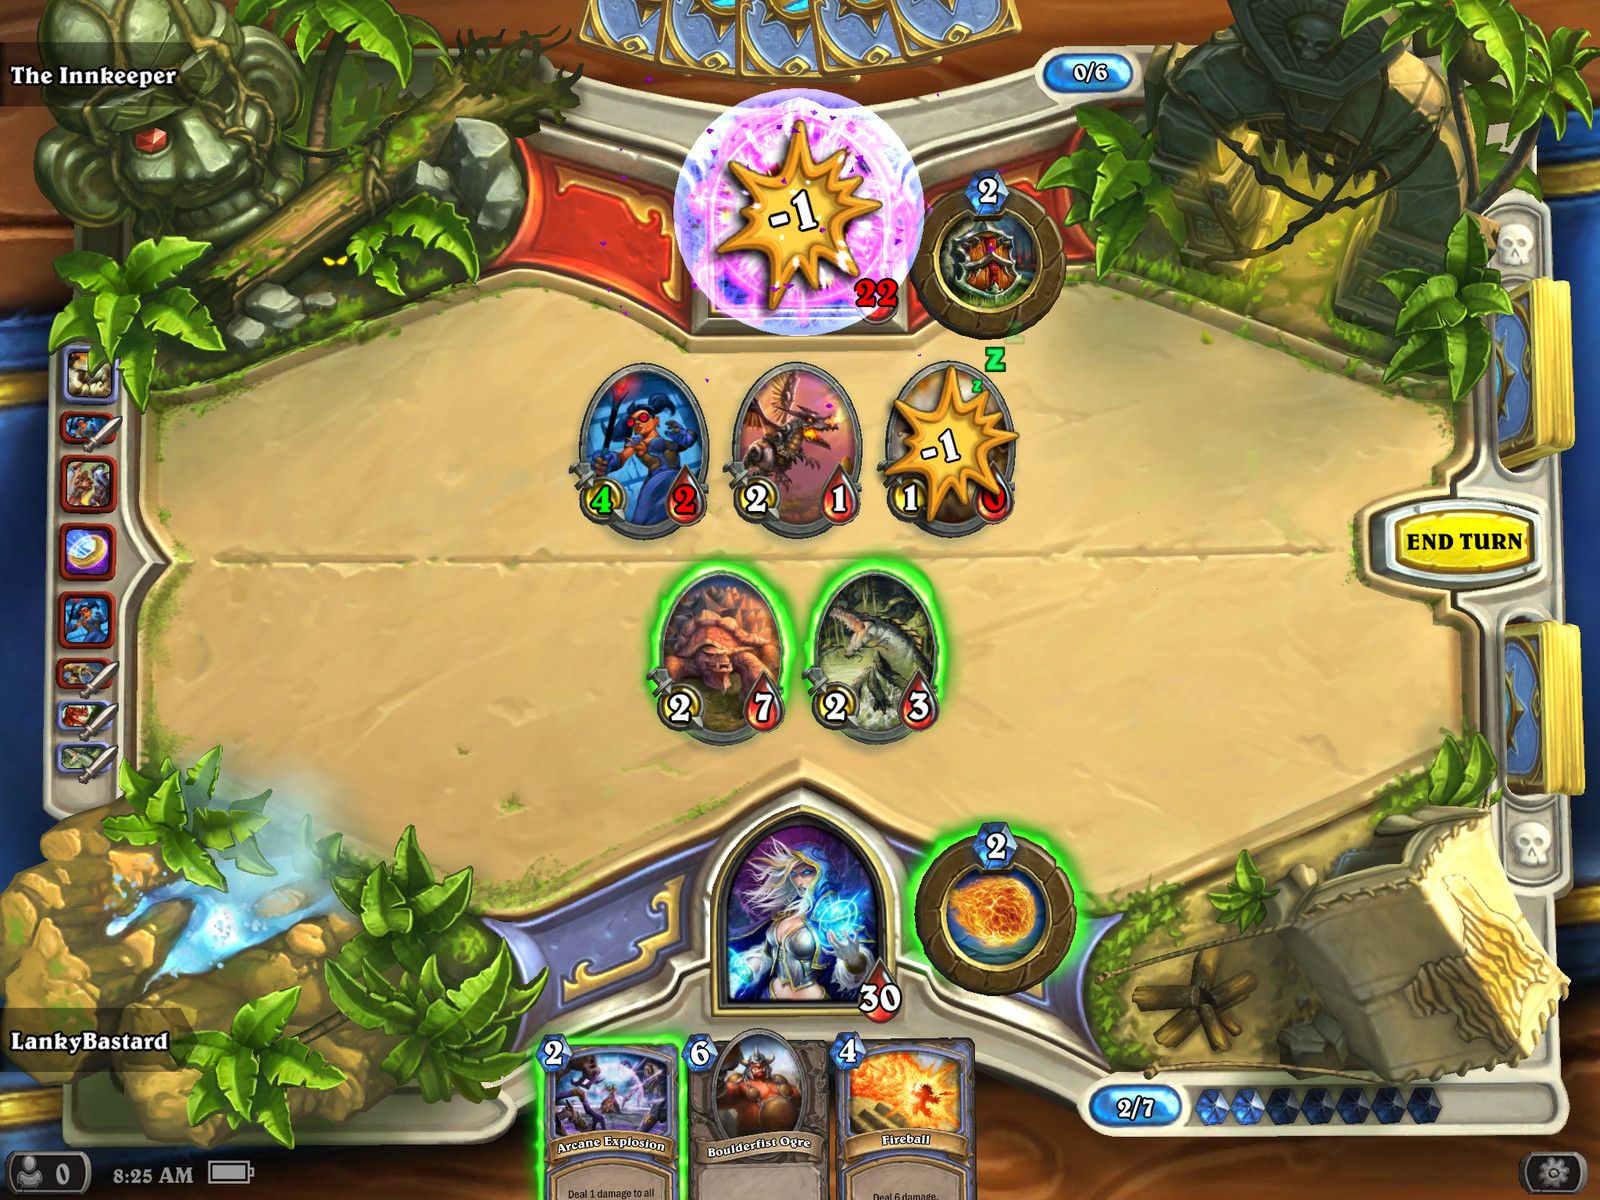 The Innkeeper
0/6
-1
22
2
z
z
-1
4
2
2
1
1
0
END TURN
2
7
2
3
2
30
LankyBastard
2
6
4
Arcane Explosion
Boulderfist Ogre
Fireball
Deal 1 damage to all
Deal 6 damage.
2/7
0
8:25 AM